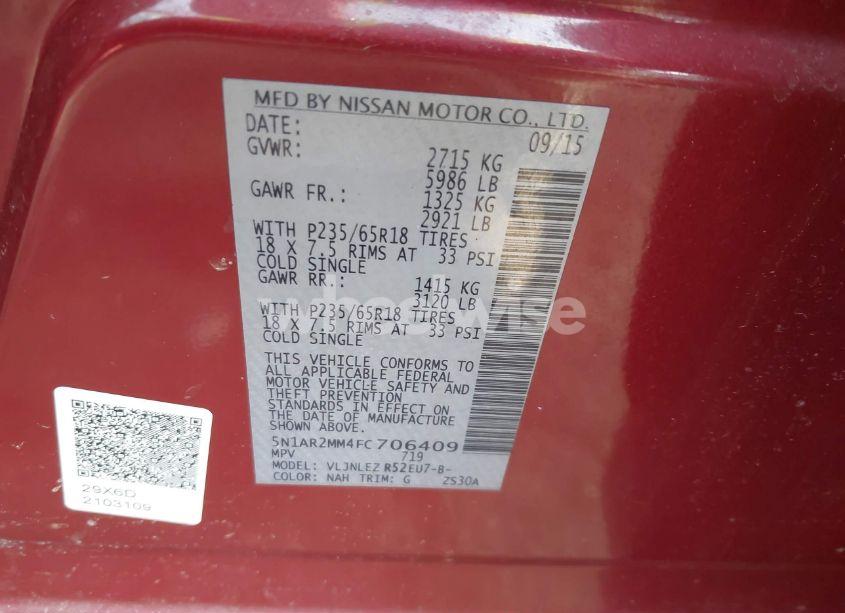 MFD BY NISSAN MOTOR CO., LTD.
DATE: 09/15
GVWR: 2715 KG
5986 LB
GAWR FR.: 1325 KG
2921 LB
WITH P235/65R18 TIRES
18 X 7.5 RIMS AT 33 PSI
COLD SINGLE
GAWR RR.: 1415 KG
3120 LB
WITH P235/65R18 TIRES
18 X 7.5 RIMS AT 33 PSI
COLD SINGLE
THIS VEHICLE CONFORMS TO
ALL APPLICABLE FEDERAL
MOTOR VEHICLE SAFETY AND
THEFT PREVENTION
STANDARDS IN EFFECT ON
THE DATE OF MANUFACTURE
SHOWN ABOVE.
5N1AR2MM4FC706409
MPV 719
MODEL: VLJNLEZ R52EU7-B-
COLOR: NAH TRIM: G ZS30A
29X6D
2103109
wheelwise